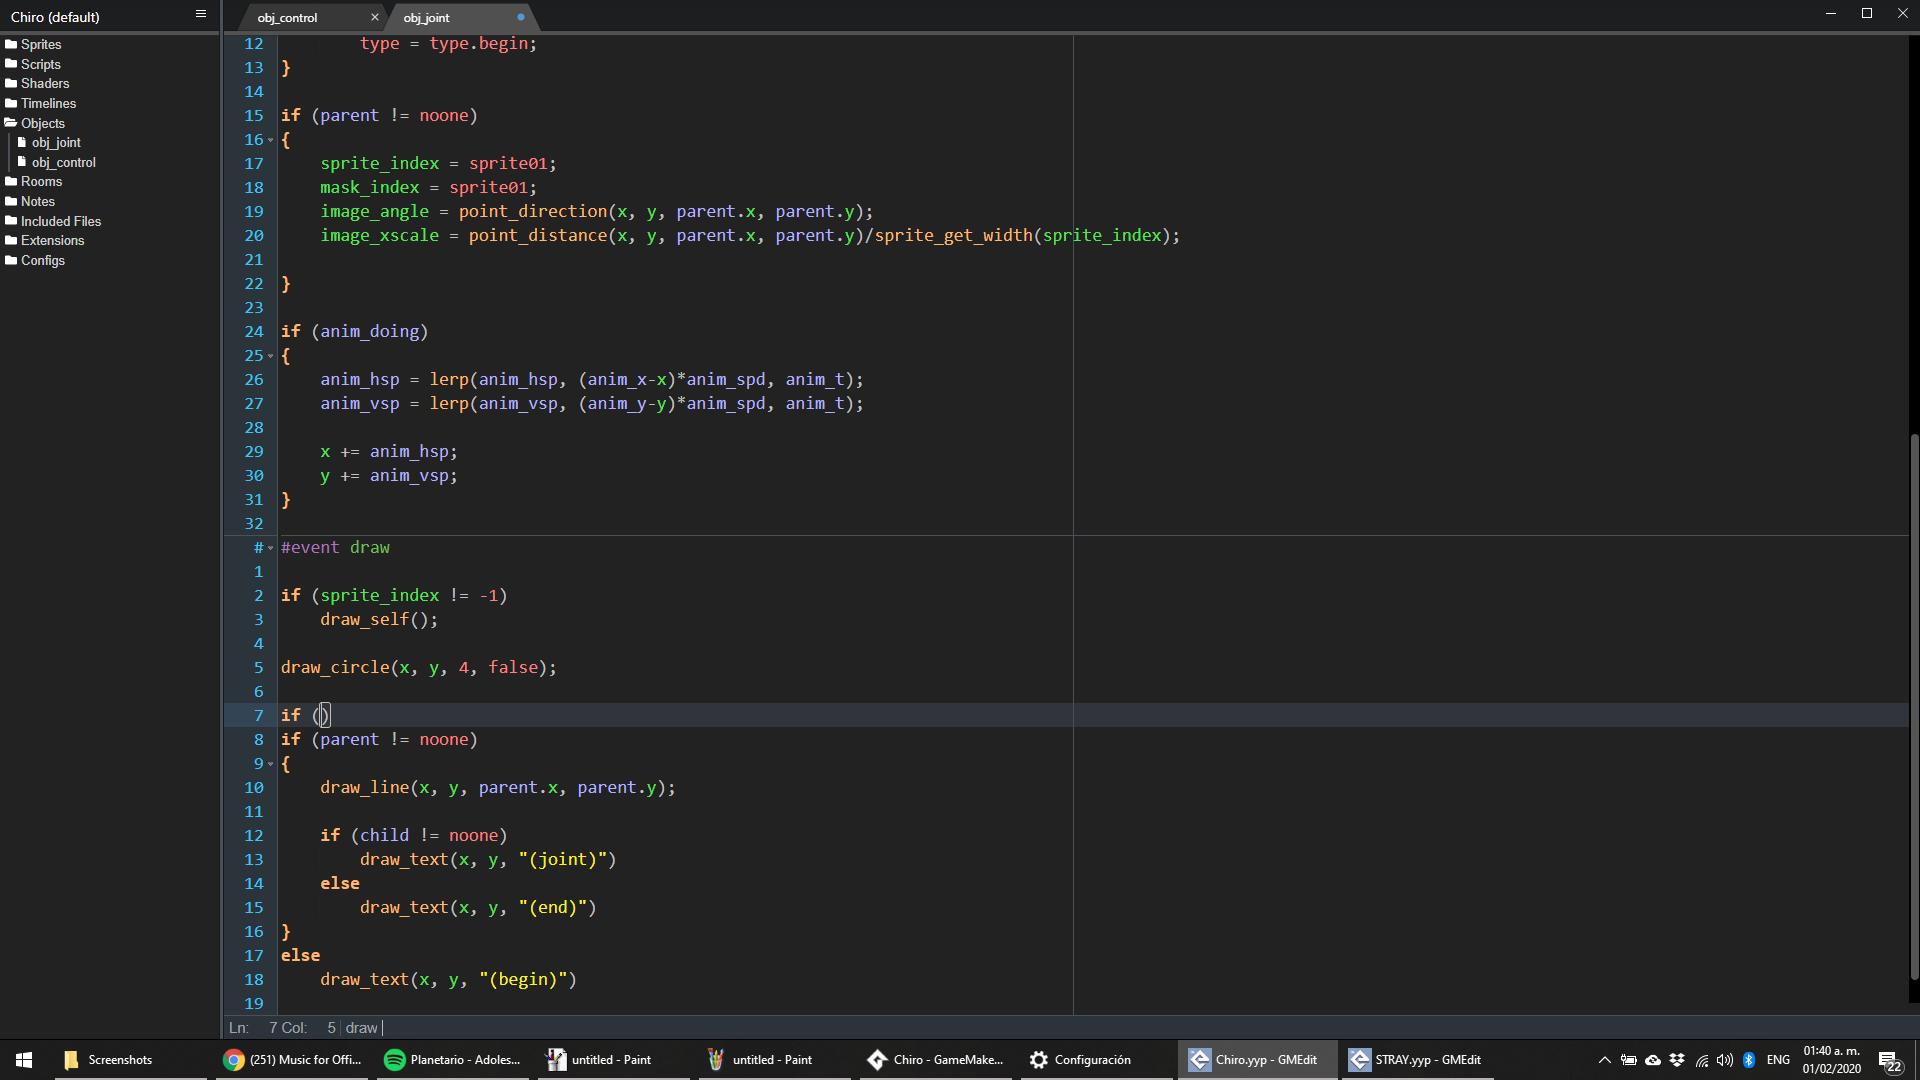 Chiro (default)
obj_control
obj_joint
Sprites
Scripts
Shaders
Timelines
Objects
obj_joint
obj_control
Rooms
Notes
Included Files
Extensions
Configs
12 type = type.begin;
13 }
14
15 if (parent != noone)
16 {
17 sprite_index = sprite01;
18 mask_index = sprite01;
19 image_angle = point_direction(x, y, parent.x, parent.y);
20 image_xscale = point_distance(x, y, parent.x, parent.y)/sprite_get_width(sprite_index);
21
22 }
23
24 if (anim_doing)
25 {
26 anim_hsp = lerp(anim_hsp, (anim_x-x)*anim_spd, anim_t);
27 anim_vsp = lerp(anim_vsp, (anim_y-y)*anim_spd, anim_t);
28
29 x += anim_hsp;
30 y += anim_vsp;
31 }
32
# #event draw
1
2 if (sprite_index != -1)
3 draw_self();
4
5 draw_circle(x, y, 4, false);
6
7 if ()
8 if (parent != noone)
9 {
10 draw_line(x, y, parent.x, parent.y);
11
12 if (child != noone)
13 draw_text(x, y, "(joint)")
14 else
15 draw_text(x, y, "(end)")
16 }
17 else
18 draw_text(x, y, "(begin)")
19
Ln: 7 Col: 5 draw
Screenshots
(251) Music for Offi...
Planetario - Adoles...
untitled - Paint
untitled - Paint
Chiro - GameMake...
Configuración
Chiro.yyp - GMEdit
STRAY.yyp - GMEdit
ENG
01:40 a. m.
01/02/2020
22